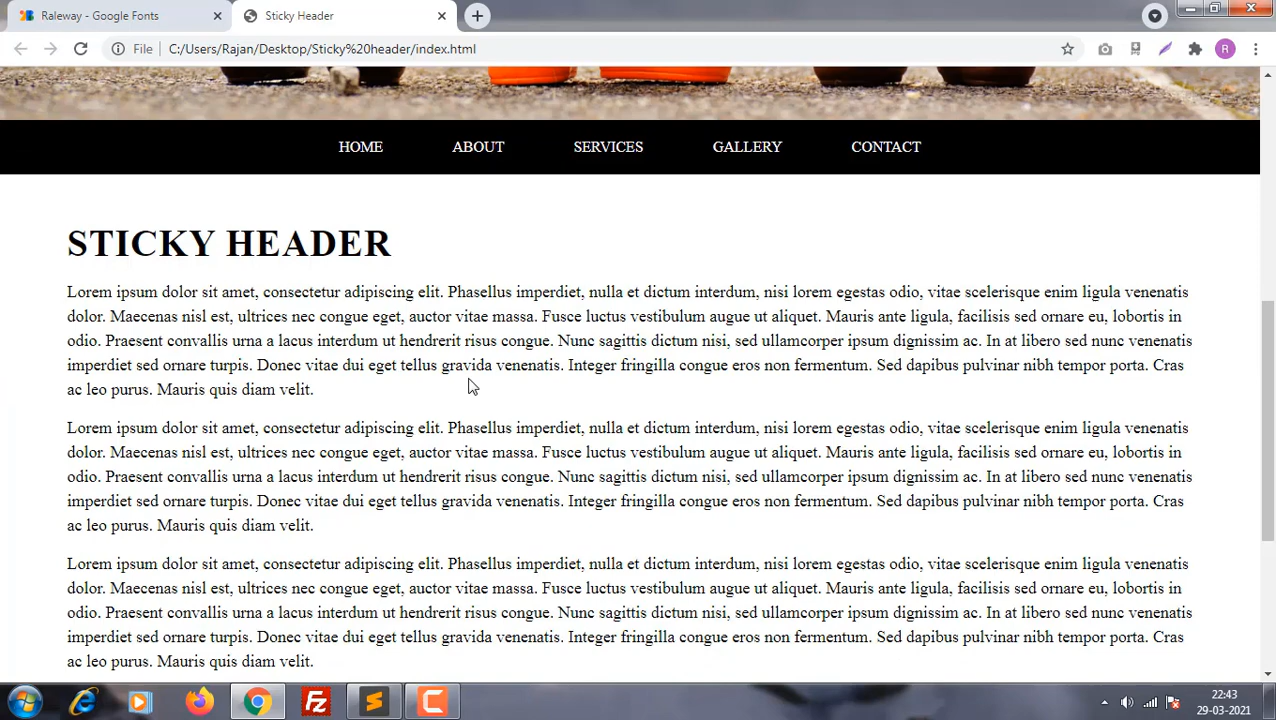 Raleway - Google Fonts
Sticky Header
File
C:/Users/Rajan/Desktop/Sticky%20header/index.html
R
HOME ABOUT SERVICES GALLERY CONTACT
STICKY HEADER
Lorem ipsum dolor sit amet, consectetur adipiscing elit. Phasellus imperdiet, nulla et dictum interdum, nisi lorem egestas odio, vitae scelerisque enim ligula venenatis
dolor. Maecenas nisl est, ultrices nec congue eget, auctor vitae massa. Fusce luctus vestibulum augue ut aliquet. Mauris ante ligula, facilisis sed ornare eu, lobortis in
odio. Praesent convallis urna a lacus interdum ut hendrerit risus congue. Nunc sagittis dictum nisi, sed ullamcorper ipsum dignissim ac. In at libero sed nunc venenatis
imperdiet sed ornare turpis. Donec vitae dui eget tellus gravida venenatis. Integer fringilla congue eros non fermentum. Sed dapibus pulvinar nibh tempor porta. Cras
ac leo purus. Mauris quis diam velit.
Lorem ipsum dolor sit amet, consectetur adipiscing elit. Phasellus imperdiet, nulla et dictum interdum, nisi lorem egestas odio, vitae scelerisque enim ligula venenatis
dolor. Maecenas nisl est, ultrices nec congue eget, auctor vitae massa. Fusce luctus vestibulum augue ut aliquet. Mauris ante ligula, facilisis sed ornare eu, lobortis in
odio. Praesent convallis urna a lacus interdum ut hendrerit risus congue. Nunc sagittis dictum nisi, sed ullamcorper ipsum dignissim ac. In at libero sed nunc venenatis
imperdiet sed ornare turpis. Donec vitae dui eget tellus gravida venenatis. Integer fringilla congue eros non fermentum. Sed dapibus pulvinar nibh tempor porta. Cras
ac leo purus. Mauris quis diam velit.
Lorem ipsum dolor sit amet, consectetur adipiscing elit. Phasellus imperdiet, nulla et dictum interdum, nisi lorem egestas odio, vitae scelerisque enim ligula venenatis
dolor. Maecenas nisl est, ultrices nec congue eget, auctor vitae massa. Fusce luctus vestibulum augue ut aliquet. Mauris ante ligula, facilisis sed ornare eu, lobortis in
odio. Praesent convallis urna a lacus interdum ut hendrerit risus congue. Nunc sagittis dictum nisi, sed ullamcorper ipsum dignissim ac. In at libero sed nunc venenatis
imperdiet sed ornare turpis. Donec vitae dui eget tellus gravida venenatis. Integer fringilla congue eros non fermentum. Sed dapibus pulvinar nibh tempor porta. Cras
ac leo purus. Mauris quis diam velit.
Fz
22:43
29-03-2021